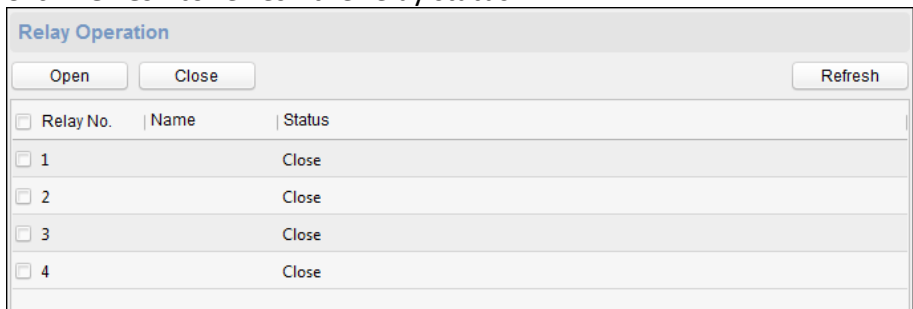 Relay Operation
Open Close Refresh
Relay No. Name Status
1 Close
2 Close
3 Close
4 Close